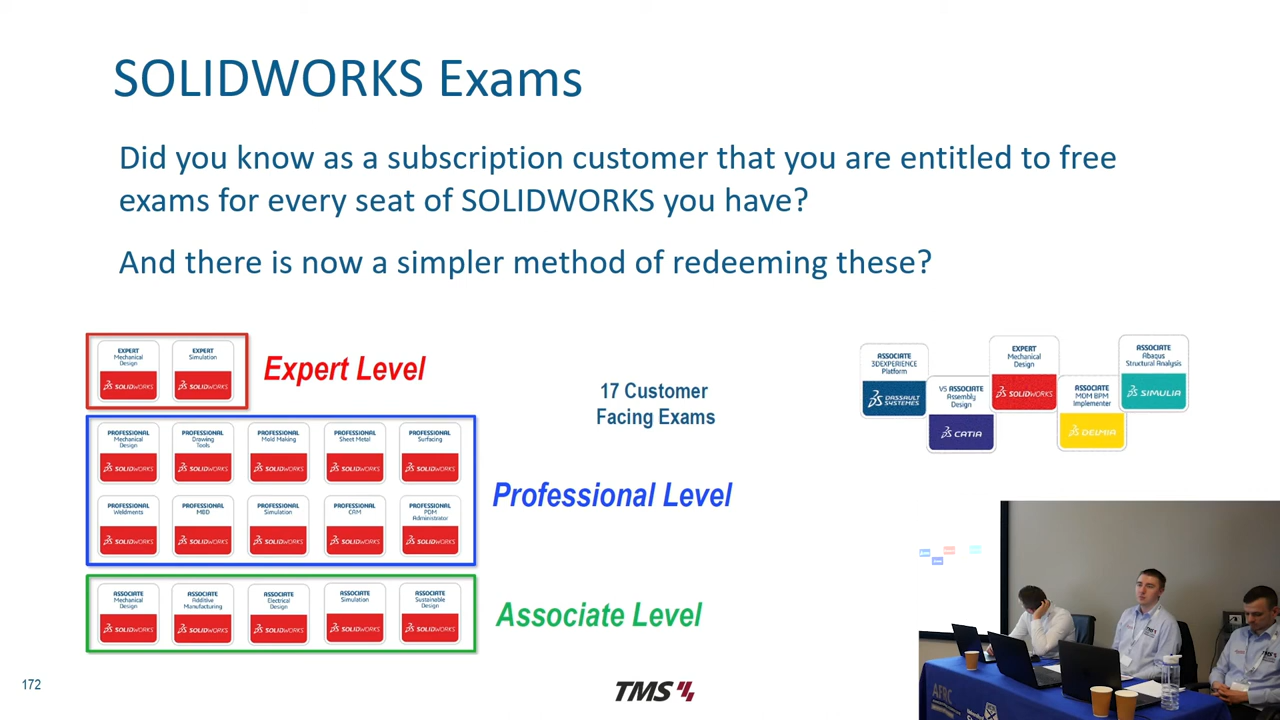 SOLIDWORKS Exams
Did you know as a subscription customer that you are entitled to free
exams for every seat of SOLIDWORKS you have?
And there is now a simpler method of redeeming these?
EXPERT
Mechanical
Design
SOLIDWORKS
EXPERT
Simulation
SOLIDWORKS
Expert Level
PROFESSIONAL
Mechanical
Design
SOLIDWORKS
PROFESSIONAL
Drawing
Tools
SOLIDWORKS
PROFESSIONAL
Mold Making
SOLIDWORKS
PROFESSIONAL
Sheet Metal
SOLIDWORKS
PROFESSIONAL
Surfacing
SOLIDWORKS
PROFESSIONAL
Weldments
SOLIDWORKS
PROFESSIONAL
MBD
SOLIDWORKS
PROFESSIONAL
Simulation
SOLIDWORKS
PROFESSIONAL
CAM
SOLIDWORKS
PROFESSIONAL
PDM
Administrator
SOLIDWORKS
Professional Level
ASSOCIATE
Mechanical
Design
SOLIDWORKS
ASSOCIATE
Additive
Manufacturing
SOLIDWORKS
ASSOCIATE
Electrical
Design
SOLIDWORKS
ASSOCIATE
Simulation
SOLIDWORKS
ASSOCIATE
Sustainable
Design
SOLIDWORKS
Associate Level
17 Customer
Facing Exams
ASSOCIATE
3DEXPERIENCE
Platform
DASSAULT
SYSTEMES
V5 ASSOCIATE
Assembly
Design
CATIA
EXPERT
Mechanical
Design
SOLIDWORKS
ASSOCIATE
MOM BPM
Implementer
DELMIA
ASSOCIATE
Abaqus
Structural Analysis
SIMULIA
172
TMS
AFRC